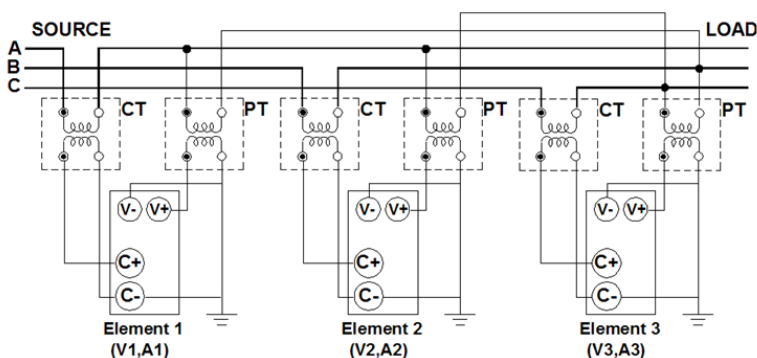 SOURCE LOAD
A
B
C
CT PT CT PT CT PT
V- V+ V- V+ V- V+
C+ C+ C+
C- C- C-
Element 1 Element 2 Element 3
(V1,A1) (V2,A2) (V3,A3)